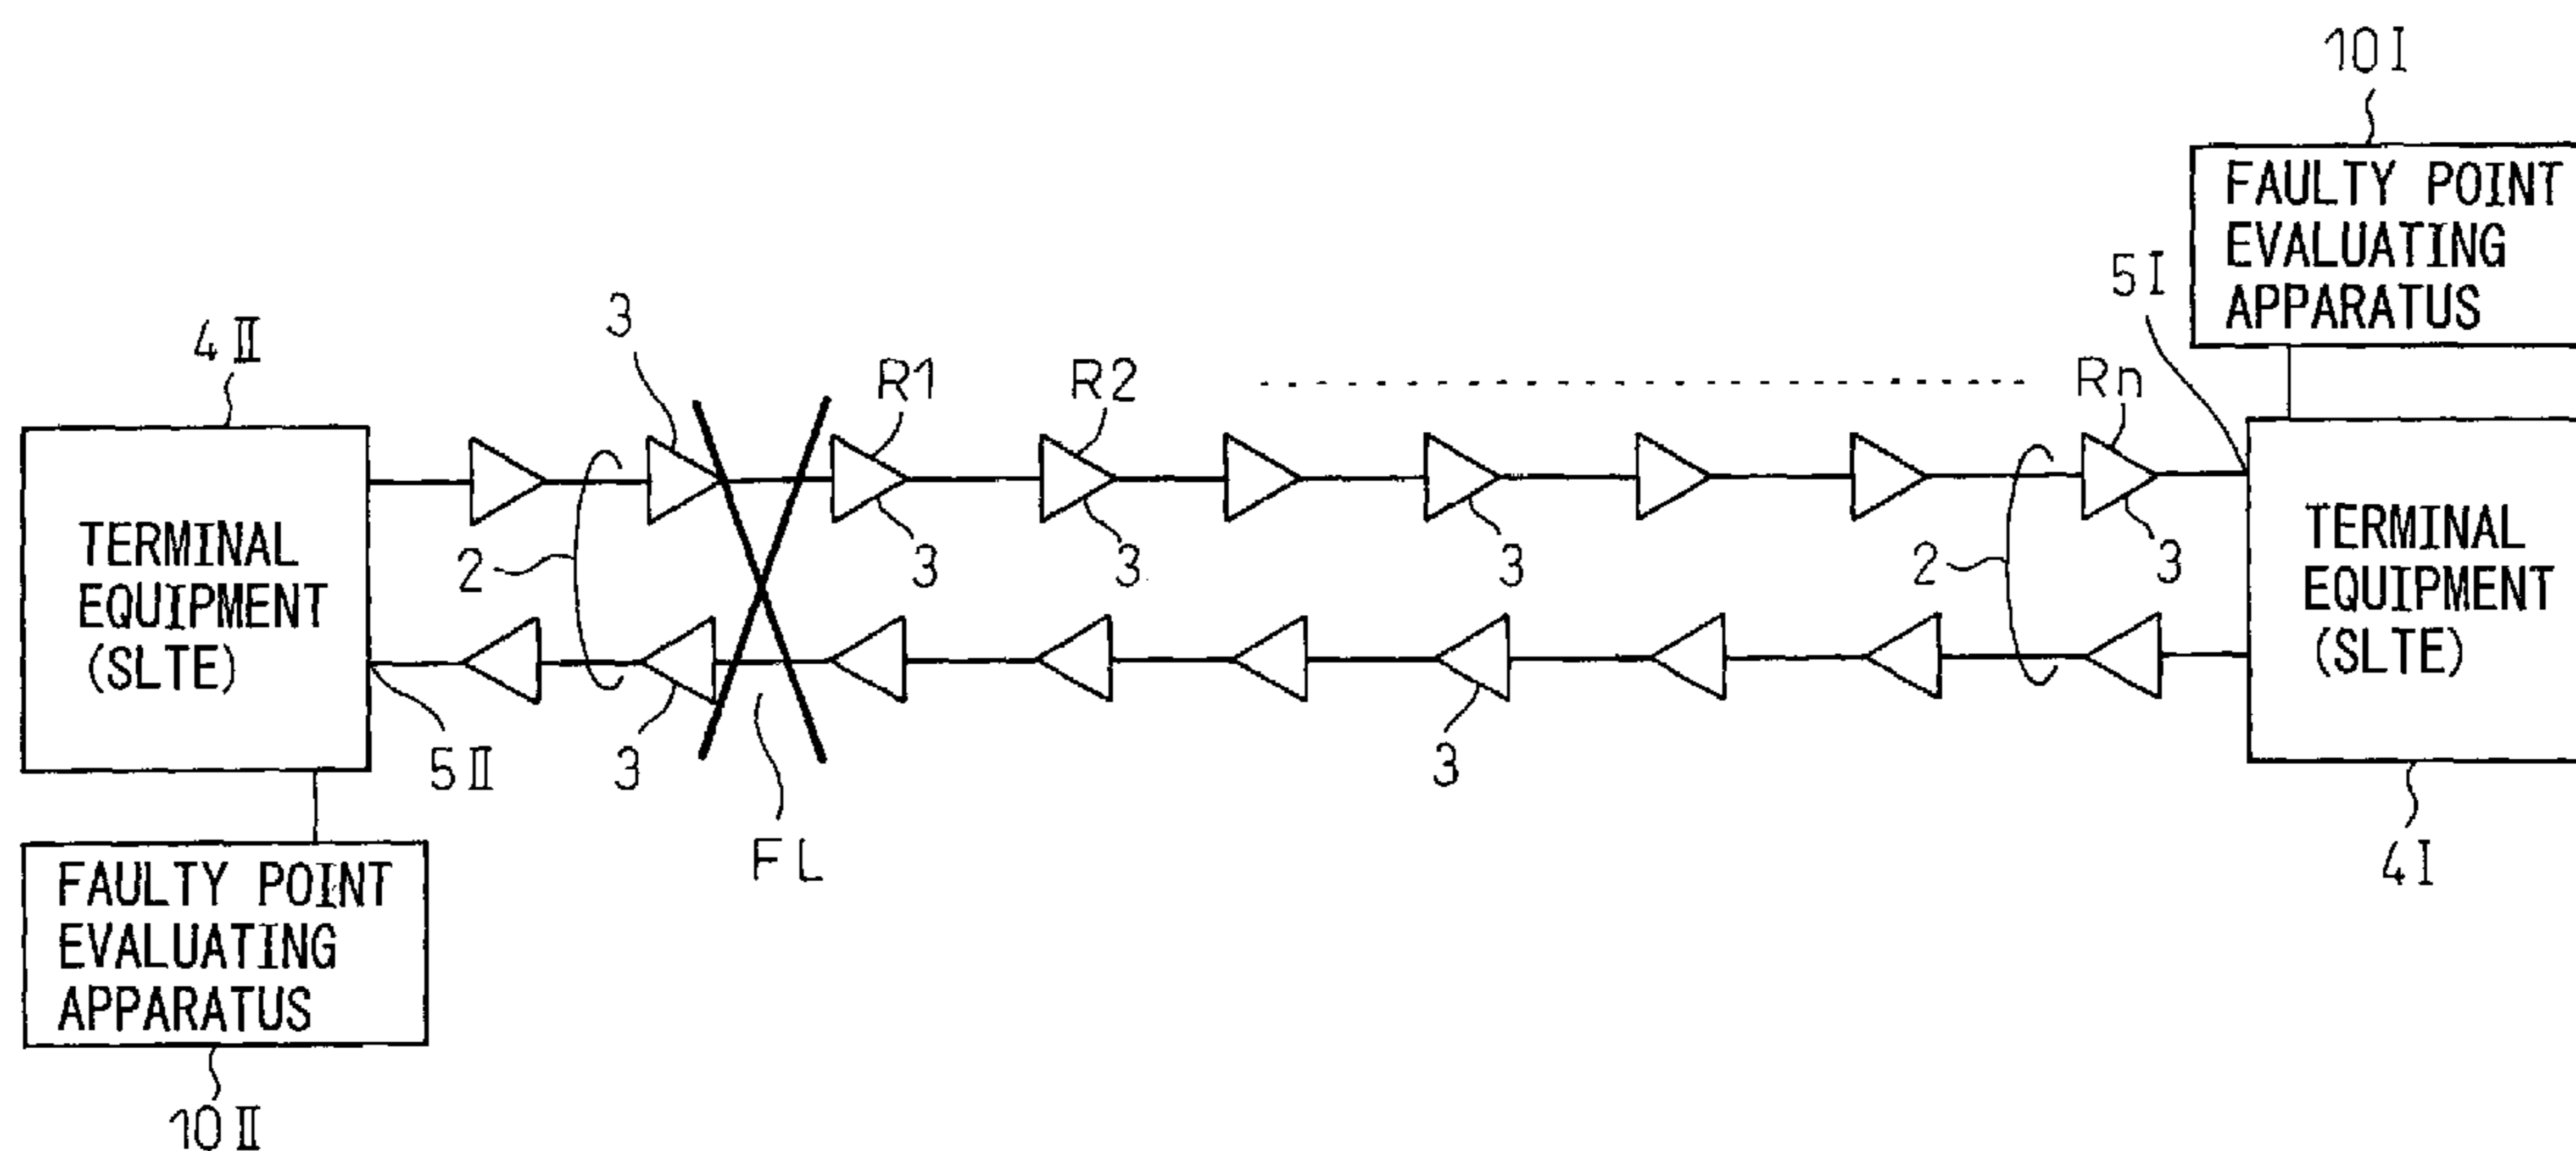 10I
FAULTY POINT
EVALUATING
APPARATUS
5I
3
4II
R1
R2
Rn
TERMINAL
EQUIPMENT
(SLTE)
2
3
3
3
2
3
TERMINAL
EQUIPMENT
(SLTE)
5II
3
3
FL
4I
FAULTY POINT
EVALUATING
APPARATUS
10II